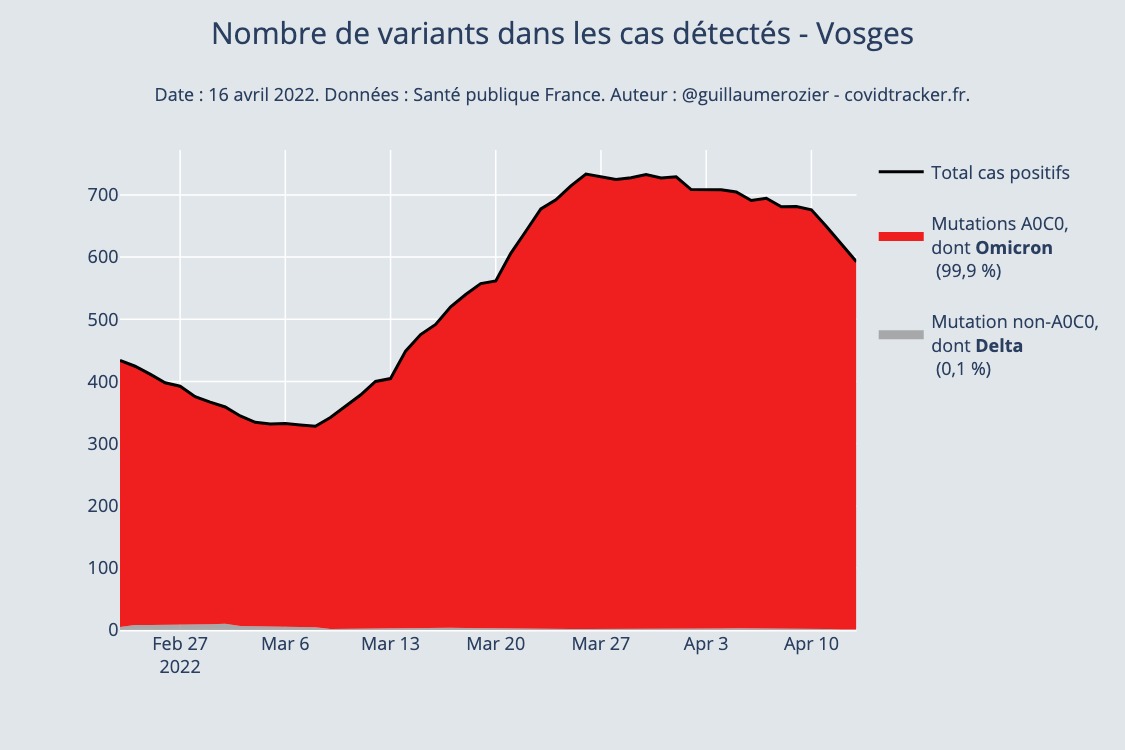 Nombre de variants dans les cas détectés - Vosges
Date : 16 avril 2022. Données : Santé publique France. Auteur : @guillaumerozier - covidtracker.fr.
Total cas positifs
Mutations A0C0,
dont Omicron
(99,9 %)
Mutation non-A0C0,
dont Delta
(0,1 %)
700
600
500
400
300
200
100
0
Feb 27 Mar 6 Mar 13 Mar 20 Mar 27 Apr 3 Apr 10
2022